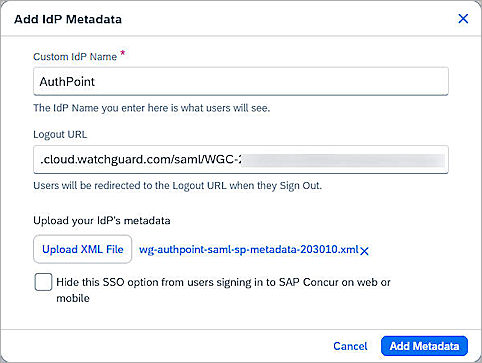 Add IdP Metadata
Custom IdP Name *
AuthPoint
The IdP Name you enter here is what users will see.
Logout URL
.cloud.watchguard.com/saml/WGC-
Users will be redirected to the Logout URL when they Sign Out.
Upload your IdP's metadata
Upload XML File wg-authpoint-saml-sp-metadata-203010.xml
Hide this SSO option from users signing in to SAP Concur on web or
mobile
Cancel Add Metadata